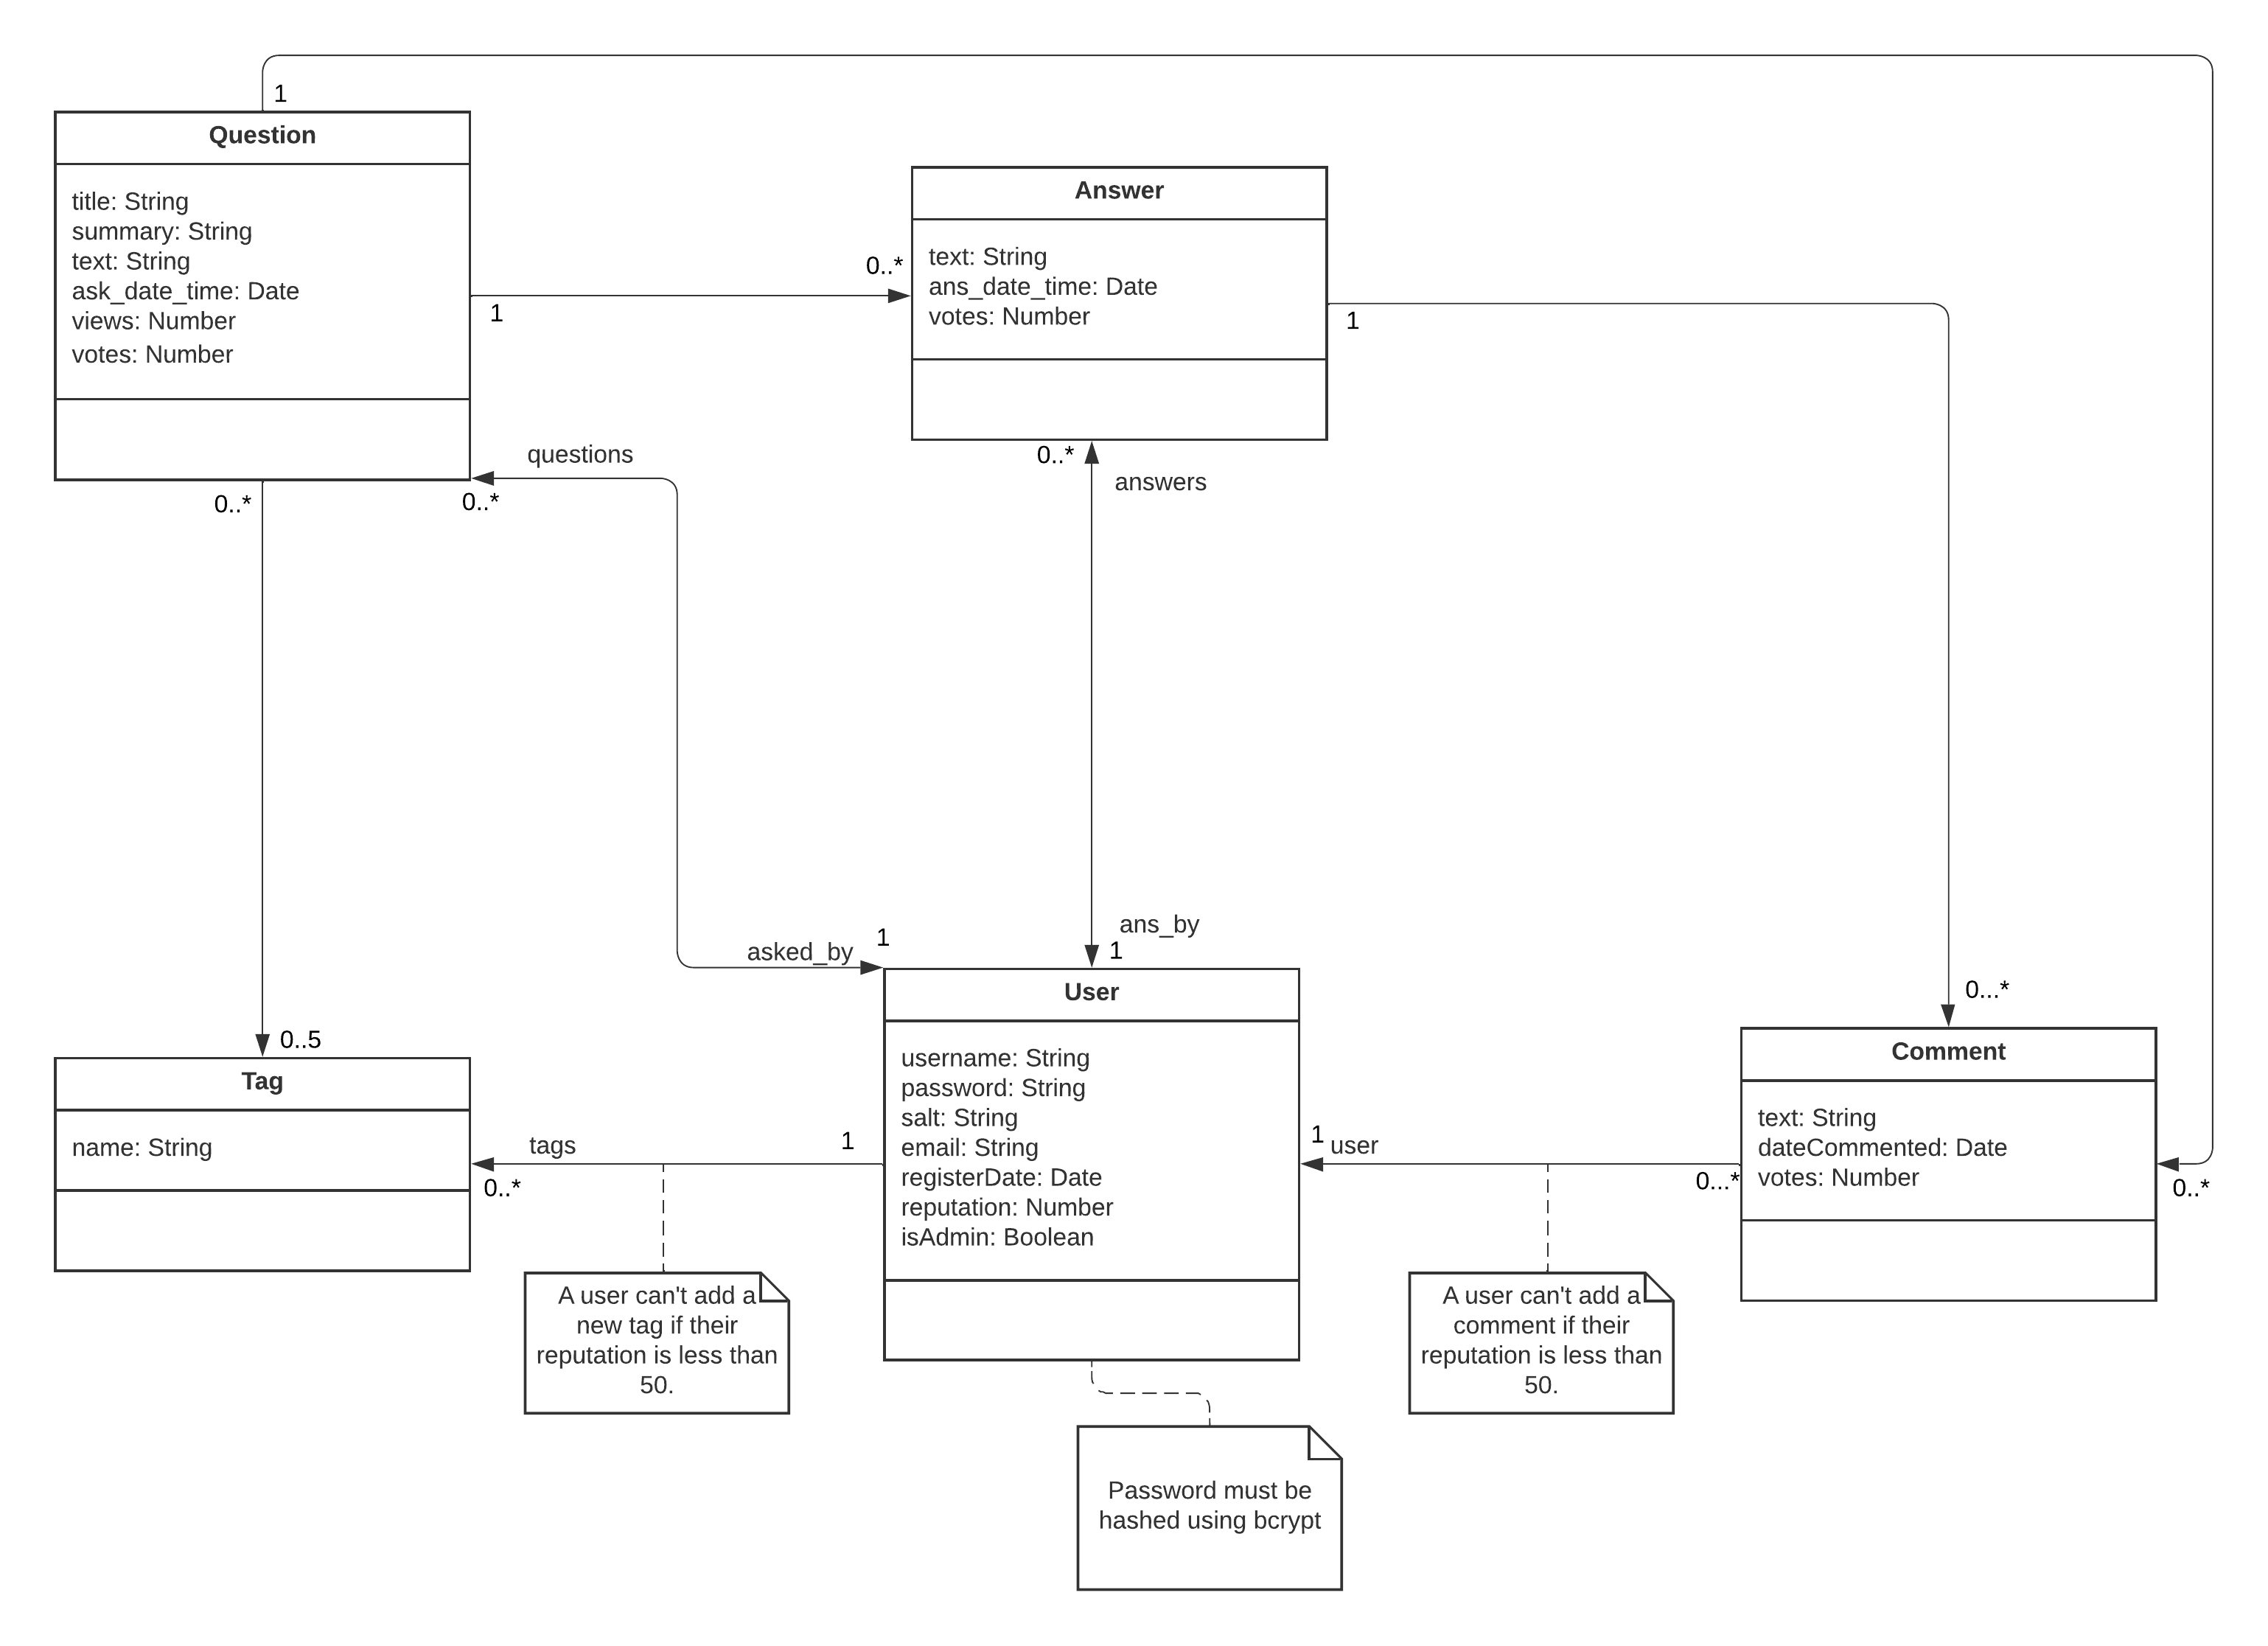 1
Question
title: String
summary: String
text: String
ask_date_time: Date
views: Number
votes: Number
Answer
text: String
ans_date_time: Date
votes: Number
0..*
1
1
questions
0..*
0..*
0..*
answers
asked_by
1
ans_by
1
0..5
0...*
Tag
name: String
User
username: String
password: String
salt: String
email: String
registerDate: Date
reputation: Number
isAdmin: Boolean
Comment
text: String
dateCommented: Date
votes: Number
tags
1
0..*
1
user
0...*
0..*
A user can't add a
new tag if their
reputation is less than
50.
A user can't add a
comment if their
reputation is less than
50.
Password must be
hashed using bcrypt